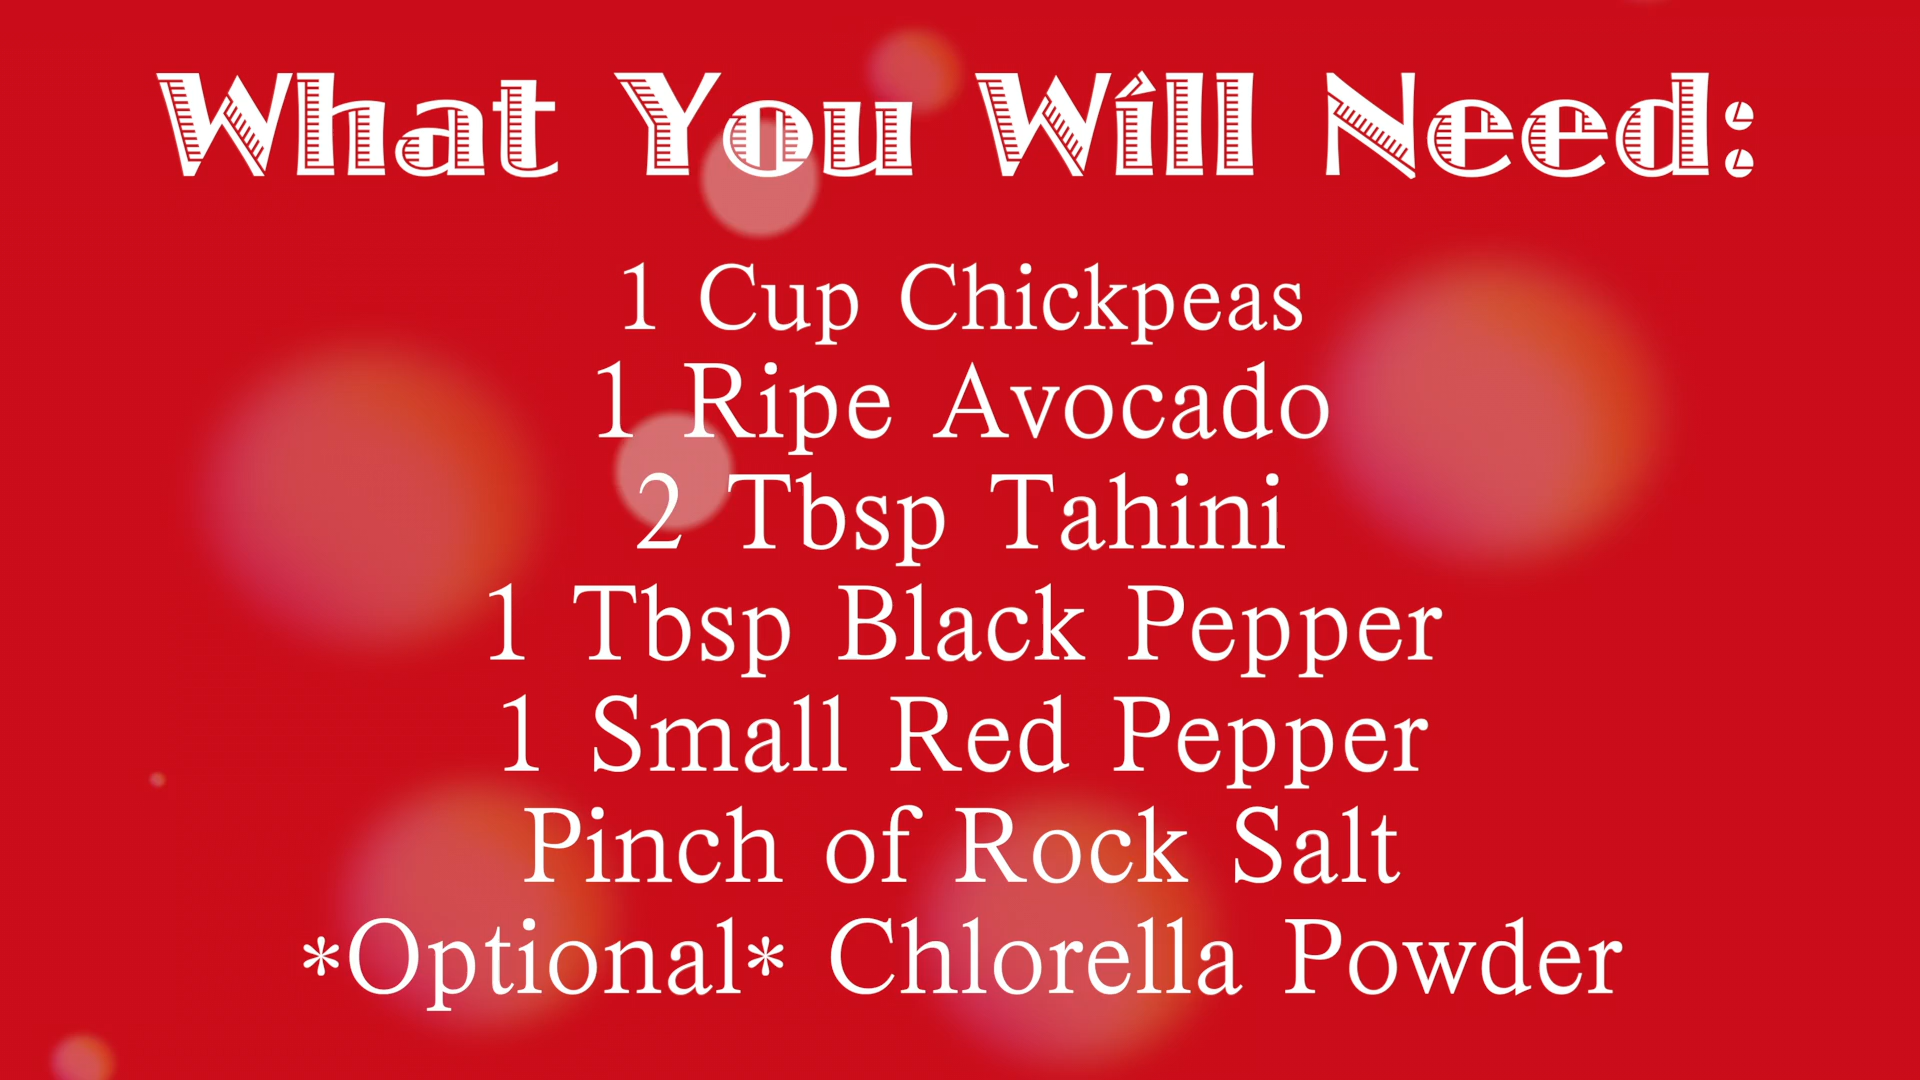 What You Will Need:
1 Cup Chickpeas
1 Ripe Avocado
2 Tbsp Tahini
1 Tbsp Black Pepper
1 Small Red Pepper
Pinch of Rock Salt
*Optional* Chlorella Powder